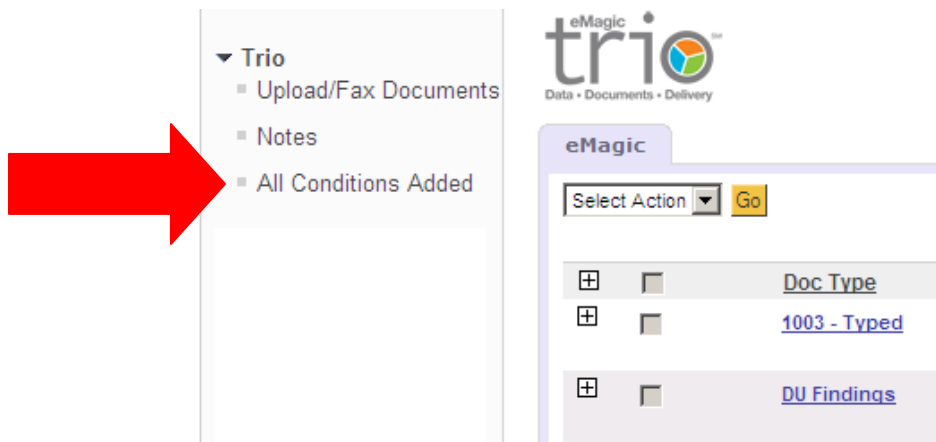 Trio
Upload/Fax Documents
Notes
All Conditions Added
eMagic
trio
SM
Data • Documents • Delivery
eMagic
Select Action
Go
Doc Type
1003 - Typed
DU Findings